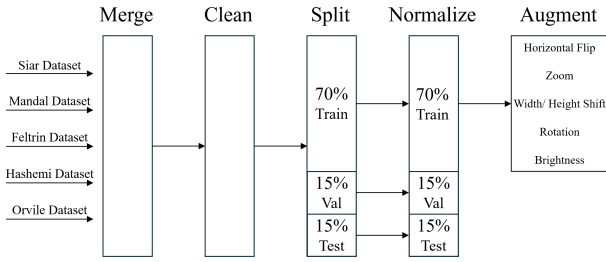 Merge
Clean
Split
Normalize
Augment
Siar Dataset
Mandal Dataset
Feltrin Dataset
Hashemi Dataset
Orvile Dataset
70%
Train
15%
Val
15%
Test
70%
Train
15%
Val
15%
Test
Horizontal Flip
Zoom
Width/ Height Shift
Rotation
Brightness